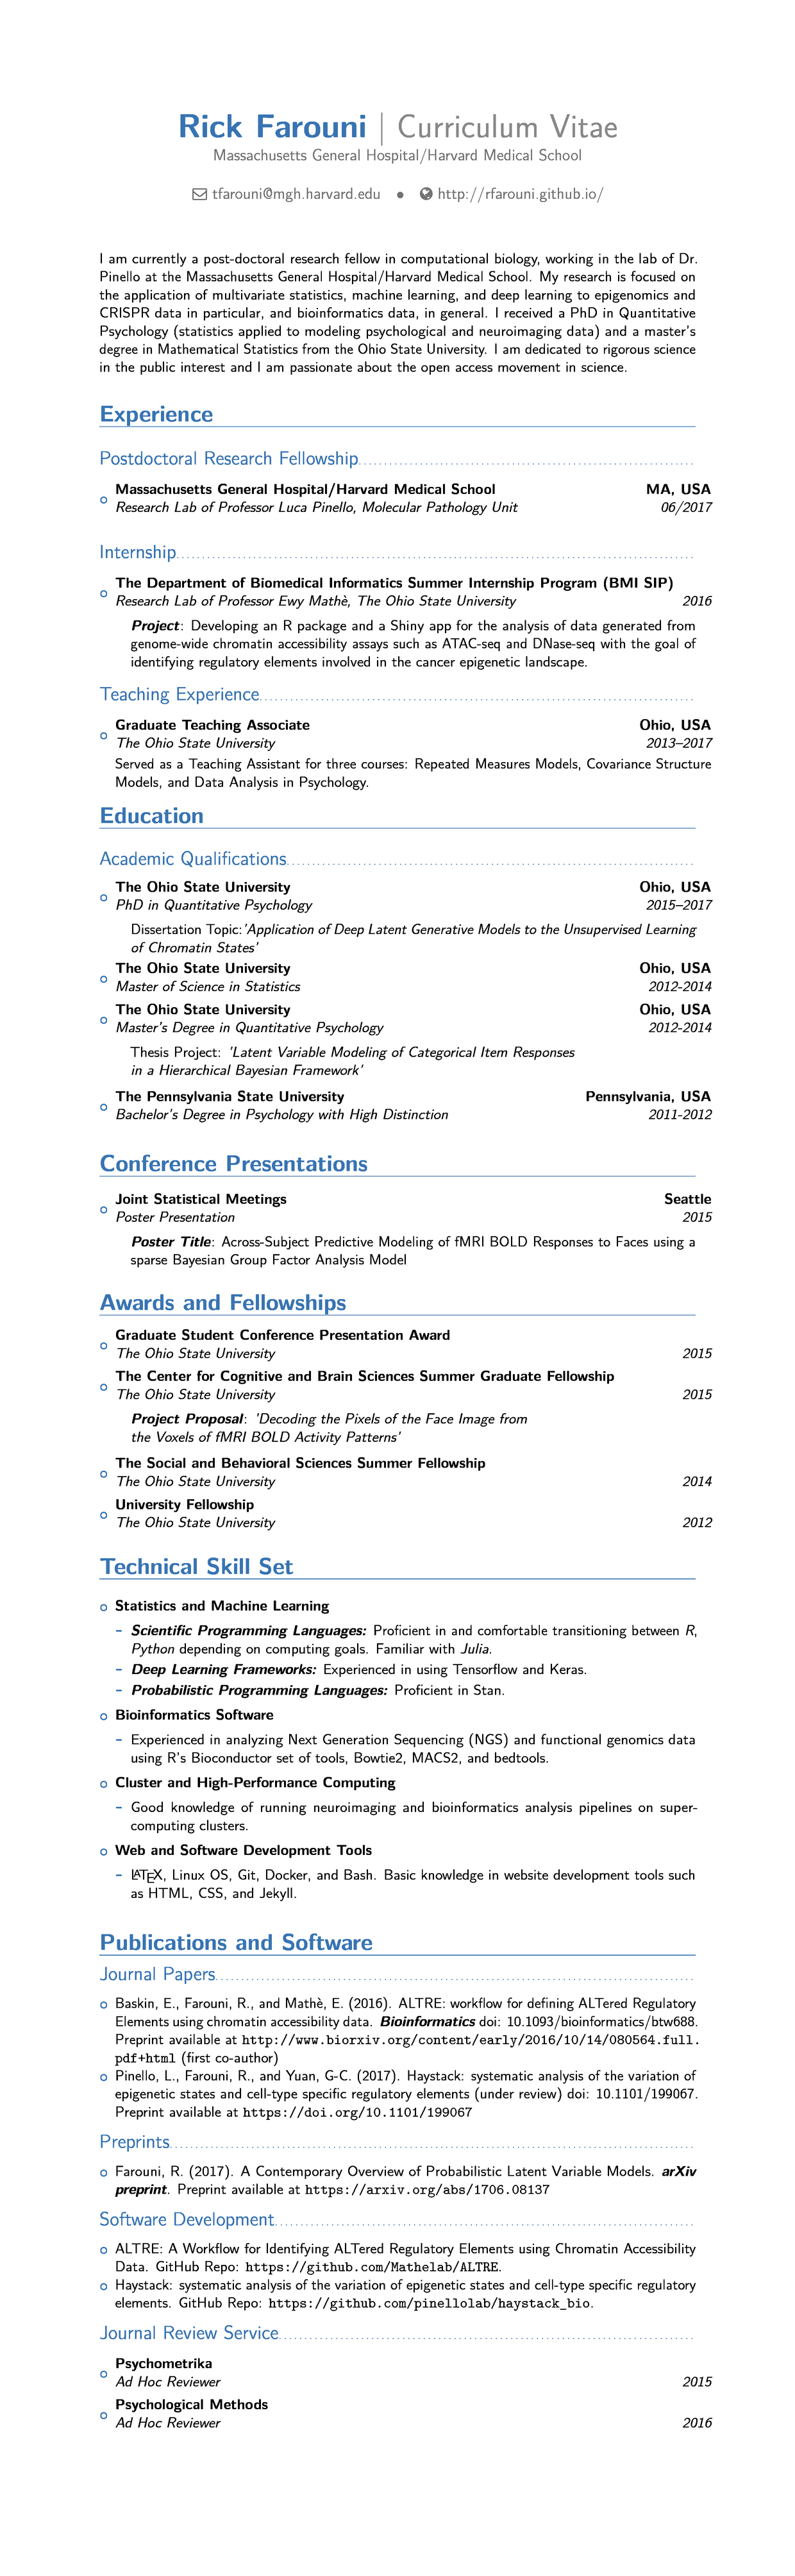 Rick Farouni | Curriculum Vitae
Massachusetts General Hospital/Harvard Medical School
tfarouni@mgh.harvard.edu • http://rfarouni.github.io/
I am currently a post-doctoral research fellow in computational biology, working in the lab of Dr.
Pinello at the Massachusetts General Hospital/Harvard Medical School. My research is focused on
the application of multivariate statistics, machine learning, and deep learning to epigenomics and
CRISPR data in particular, and bioinformatics data, in general. I received a PhD in Quantitative
Psychology (statistics applied to modeling psychological and neuroimaging data) and a master's
degree in Mathematical Statistics from the Ohio State University. I am dedicated to rigorous science
in the public interest and I am passionate about the open access movement in science.
Experience
Postdoctoral Research Fellowship
Massachusetts General Hospital/Harvard Medical School MA, USA
Research Lab of Professor Luca Pinello, Molecular Pathology Unit 06/2017
Internship
The Department of Biomedical Informatics Summer Internship Program (BMI SIP)
Research Lab of Professor Ewy Mathè, The Ohio State University 2016
Project: Developing an R package and a Shiny app for the analysis of data generated from
genome-wide chromatin accessibility assays such as ATAC-seq and DNase-seq with the goal of
identifying regulatory elements involved in the cancer epigenetic landscape.
Teaching Experience
Graduate Teaching Associate Ohio, USA
The Ohio State University 2013–2017
Served as a Teaching Assistant for three courses: Repeated Measures Models, Covariance Structure
Models, and Data Analysis in Psychology.
Education
Academic Qualifications
The Ohio State University Ohio, USA
PhD in Quantitative Psychology 2015–2017
Dissertation Topic:'Application of Deep Latent Generative Models to the Unsupervised Learning
of Chromatin States'
The Ohio State University Ohio, USA
Master of Science in Statistics 2012-2014
The Ohio State University Ohio, USA
Master's Degree in Quantitative Psychology 2012-2014
Thesis Project: 'Latent Variable Modeling of Categorical Item Responses
in a Hierarchical Bayesian Framework'
The Pennsylvania State University Pennsylvania, USA
Bachelor's Degree in Psychology with High Distinction 2011-2012
Conference Presentations
Joint Statistical Meetings Seattle
Poster Presentation 2015
Poster Title: Across-Subject Predictive Modeling of fMRI BOLD Responses to Faces using a
sparse Bayesian Group Factor Analysis Model
Awards and Fellowships
Graduate Student Conference Presentation Award
The Ohio State University 2015
The Center for Cognitive and Brain Sciences Summer Graduate Fellowship
The Ohio State University 2015
Project Proposal: 'Decoding the Pixels of the Face Image from
the Voxels of fMRI BOLD Activity Patterns'
The Social and Behavioral Sciences Summer Fellowship
The Ohio State University 2014
University Fellowship
The Ohio State University 2012
Technical Skill Set
Statistics and Machine Learning
– Scientific Programming Languages: Proficient in and comfortable transitioning between R,
Python depending on computing goals. Familiar with Julia.
– Deep Learning Frameworks: Experienced in using Tensorflow and Keras.
– Probabilistic Programming Languages: Proficient in Stan.
Bioinformatics Software
– Experienced in analyzing Next Generation Sequencing (NGS) and functional genomics data
using R's Bioconductor set of tools, Bowtie2, MACS2, and bedtools.
Cluster and High-Performance Computing
– Good knowledge of running neuroimaging and bioinformatics analysis pipelines on super-
computing clusters.
Web and Software Development Tools
– LATEX, Linux OS, Git, Docker, and Bash. Basic knowledge in website development tools such
as HTML, CSS, and Jekyll.
Publications and Software
Journal Papers
Baskin, E., Farouni, R., and Mathè, E. (2016). ALTRE: workflow for defining ALTered Regulatory
Elements using chromatin accessibility data. Bioinformatics doi: 10.1093/bioinformatics/btw688.
Preprint available at http://www.biorxiv.org/content/early/2016/10/14/080564.full.
pdf+html (first co-author)
Pinello, L., Farouni, R., and Yuan, G-C. (2017). Haystack: systematic analysis of the variation of
epigenetic states and cell-type specific regulatory elements (under review) doi: 10.1101/199067.
Preprint available at https://doi.org/10.1101/199067
Preprints
Farouni, R. (2017). A Contemporary Overview of Probabilistic Latent Variable Models. arXiv
preprint. Preprint available at https://arxiv.org/abs/1706.08137
Software Development
ALTRE: A Workflow for Identifying ALTered Regulatory Elements using Chromatin Accessibility
Data. GitHub Repo: https://github.com/Mathelab/ALTRE.
Haystack: systematic analysis of the variation of epigenetic states and cell-type specific regulatory
elements. GitHub Repo: https://github.com/pinellolab/haystack_bio.
Journal Review Service
Psychometrika
Ad Hoc Reviewer 2015
Psychological Methods
Ad Hoc Reviewer 2016